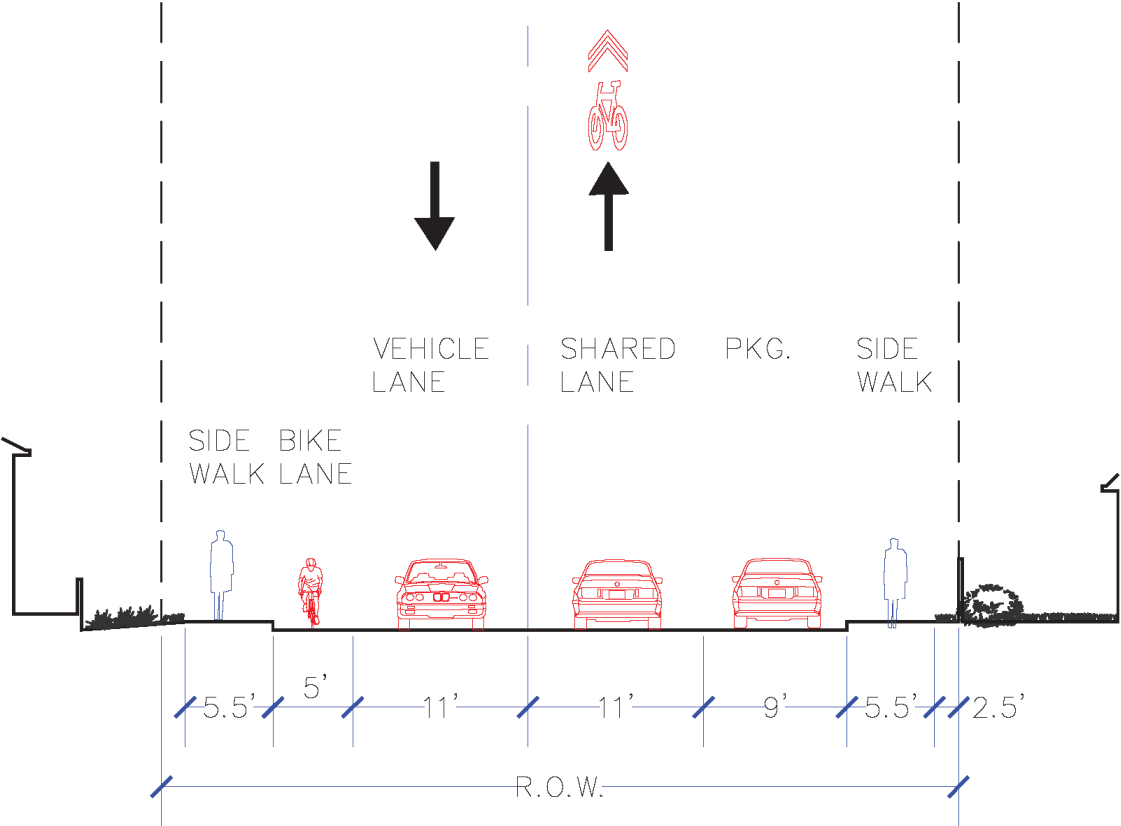 VEHICLE
LANE
SHARED
LANE
PKG.
SIDE
WALK
SIDE
WALK
BIKE
LANE
5.5'
5'
11'
11'
9'
5.5'
2.5'
R.O.W.